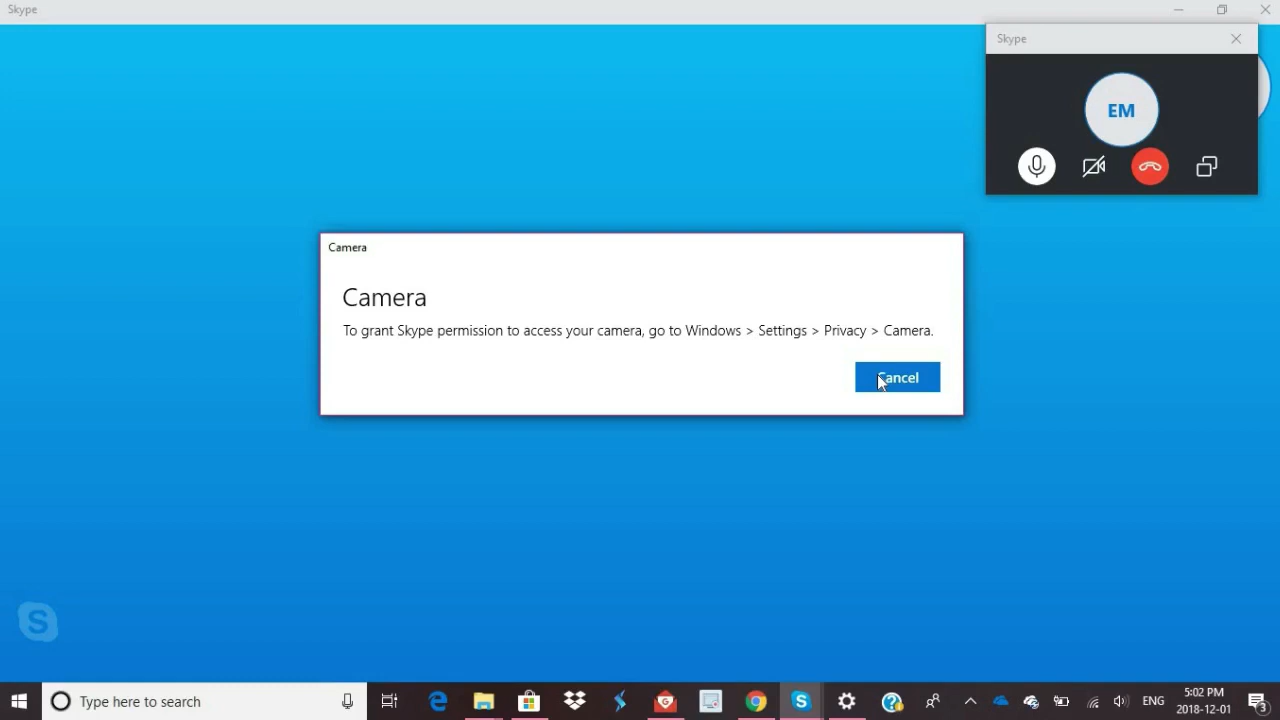 Skype
Skype
EM
Camera
Camera
To grant Skype permission to access your camera, go to Windows > Settings > Privacy > Camera.
Cancel
S
Type here to search
ENG
5:02 PM
2018-12-01
3